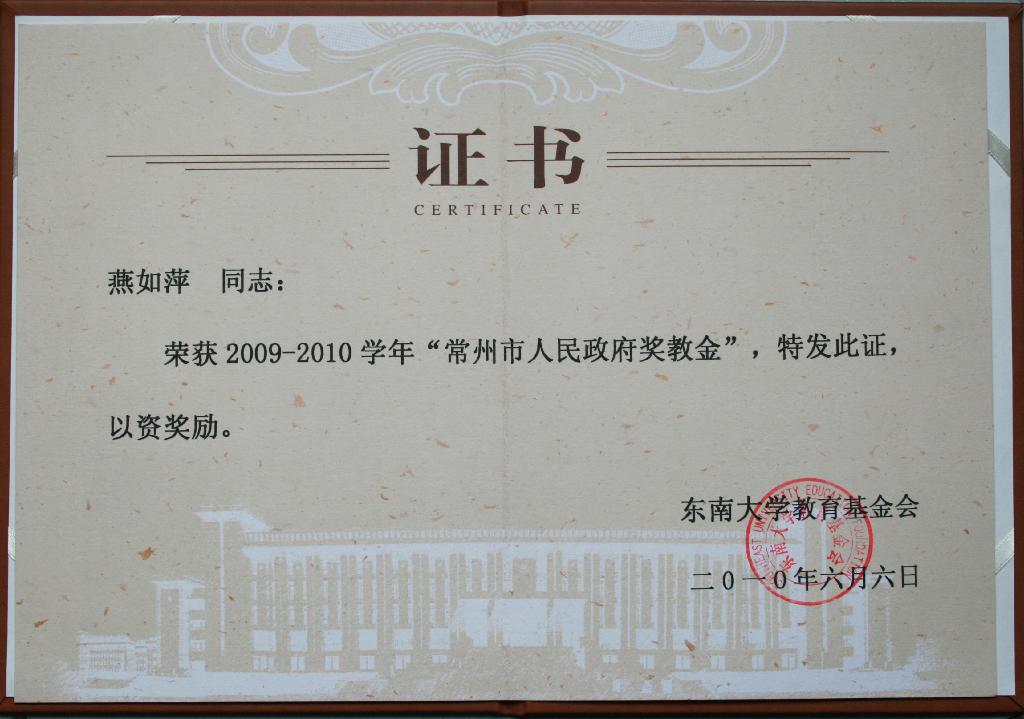 证书
CERTIFICATE
燕如萍 同志：
荣获 2009-2010 学年“常州市人民政府奖教金”，特发此证，
以资奖励。
东南大学教育基金会
二0一0年六月六日